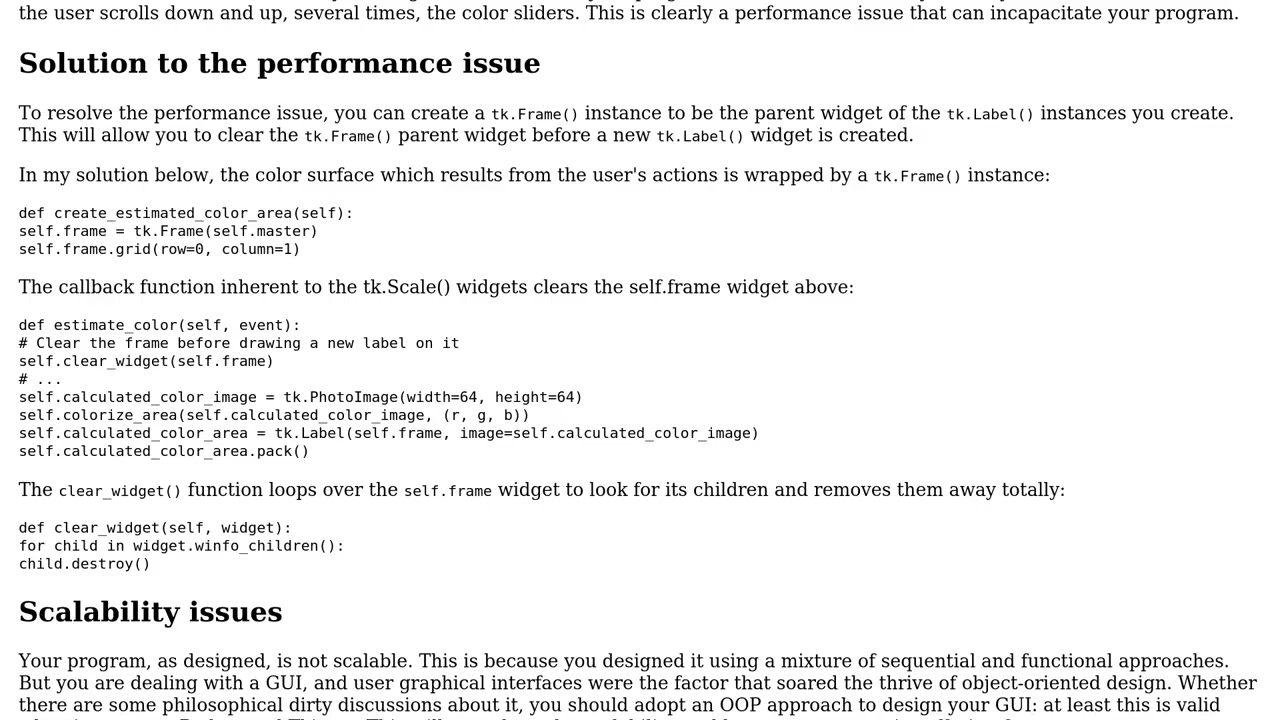 the user scrolls down and up, several times, the color sliders. This is clearly a performance issue that can incapacitate your program.
Solution to the performance issue
To resolve the performance issue, you can create a tk.Frame() instance to be the parent widget of the tk.Label() instances you create.
This will allow you to clear the tk.Frame() parent widget before a new tk.Label() widget is created.
In my solution below, the color surface which results from the user's actions is wrapped by a tk.Frame() instance:
def create_estimated_color_area(self):
self.frame = tk.Frame(self.master)
self.frame.grid(row=0, column=1)
The callback function inherent to the tk.Scale() widgets clears the self.frame widget above:
def estimate_color(self, event):
# Clear the frame before drawing a new label on it
self.clear_widget(self.frame)
# ...
self.calculated_color_image = tk.PhotoImage(width=64, height=64)
self.colorize_area(self.calculated_color_image, (r, g, b))
self.calculated_color_area = tk.Label(self.frame, image=self.calculated_color_image)
self.calculated_color_area.pack()
The clear_widget() function loops over the self.frame widget to look for its children and removes them away totally:
def clear_widget(self, widget):
for child in widget.winfo_children():
child.destroy()
Scalability issues
Your program, as designed, is not scalable. This is because you designed it using a mixture of sequential and functional approaches.
But you are dealing with a GUI, and user graphical interfaces were the factor that soared the thrive of object-oriented design. Whether
there are some philosophical dirty discussions about it, you should adopt an OOP approach to design your GUI: at least this is valid